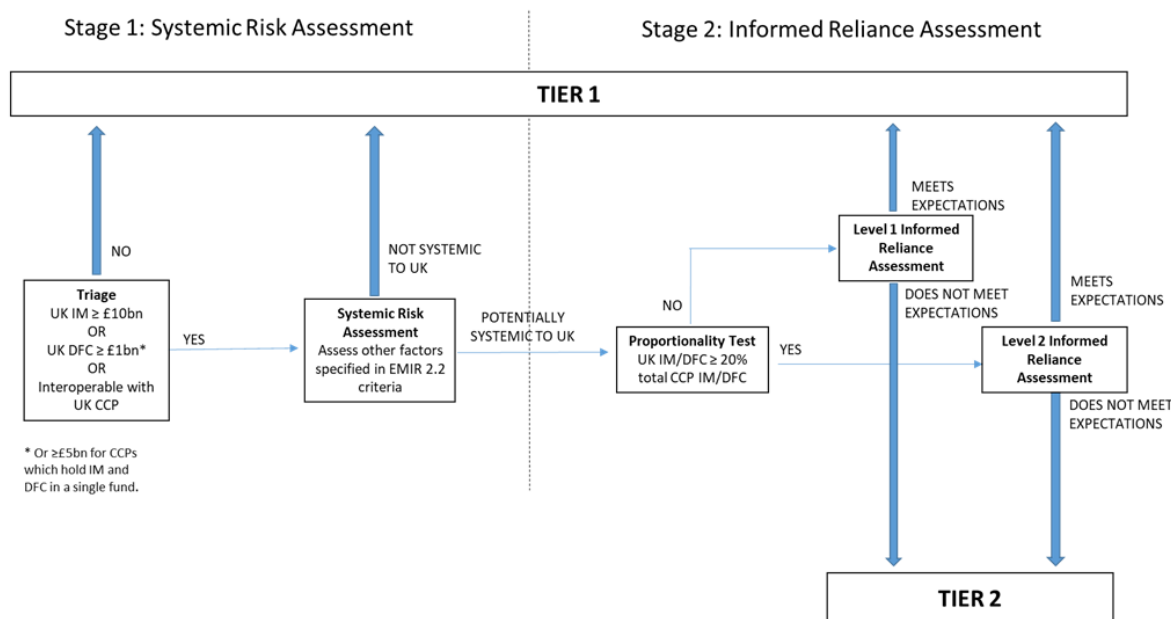 Stage 1: Systemic Risk Assessment
Stage 2: Informed Reliance Assessment
TIER 1
NO
Triage
UK IM ≥ £10bn
OR
UK DFC ≥ £1bn*
OR
Interoperable with
UK CCP
* Or ≥£5bn for CCPs
which hold IM and
DFC in a single fund.
YES
NOT SYSTEMIC
TO UK
Systemic Risk
Assessment
Assess other factors
specified in EMIR 2.2
criteria
POTENTIALLY
SYSTEMIC TO UK
Proportionality Test
UK IM/DFC ≥ 20%
total CCP IM/DFC
NO
YES
MEETS
EXPECTATIONS
Level 1 Informed
Reliance
Assessment
DOES NOT MEET
EXPECTATIONS
MEETS
EXPECTATIONS
Level 2 Informed
Reliance
Assessment
DOES NOT MEET
EXPECTATIONS
TIER 2